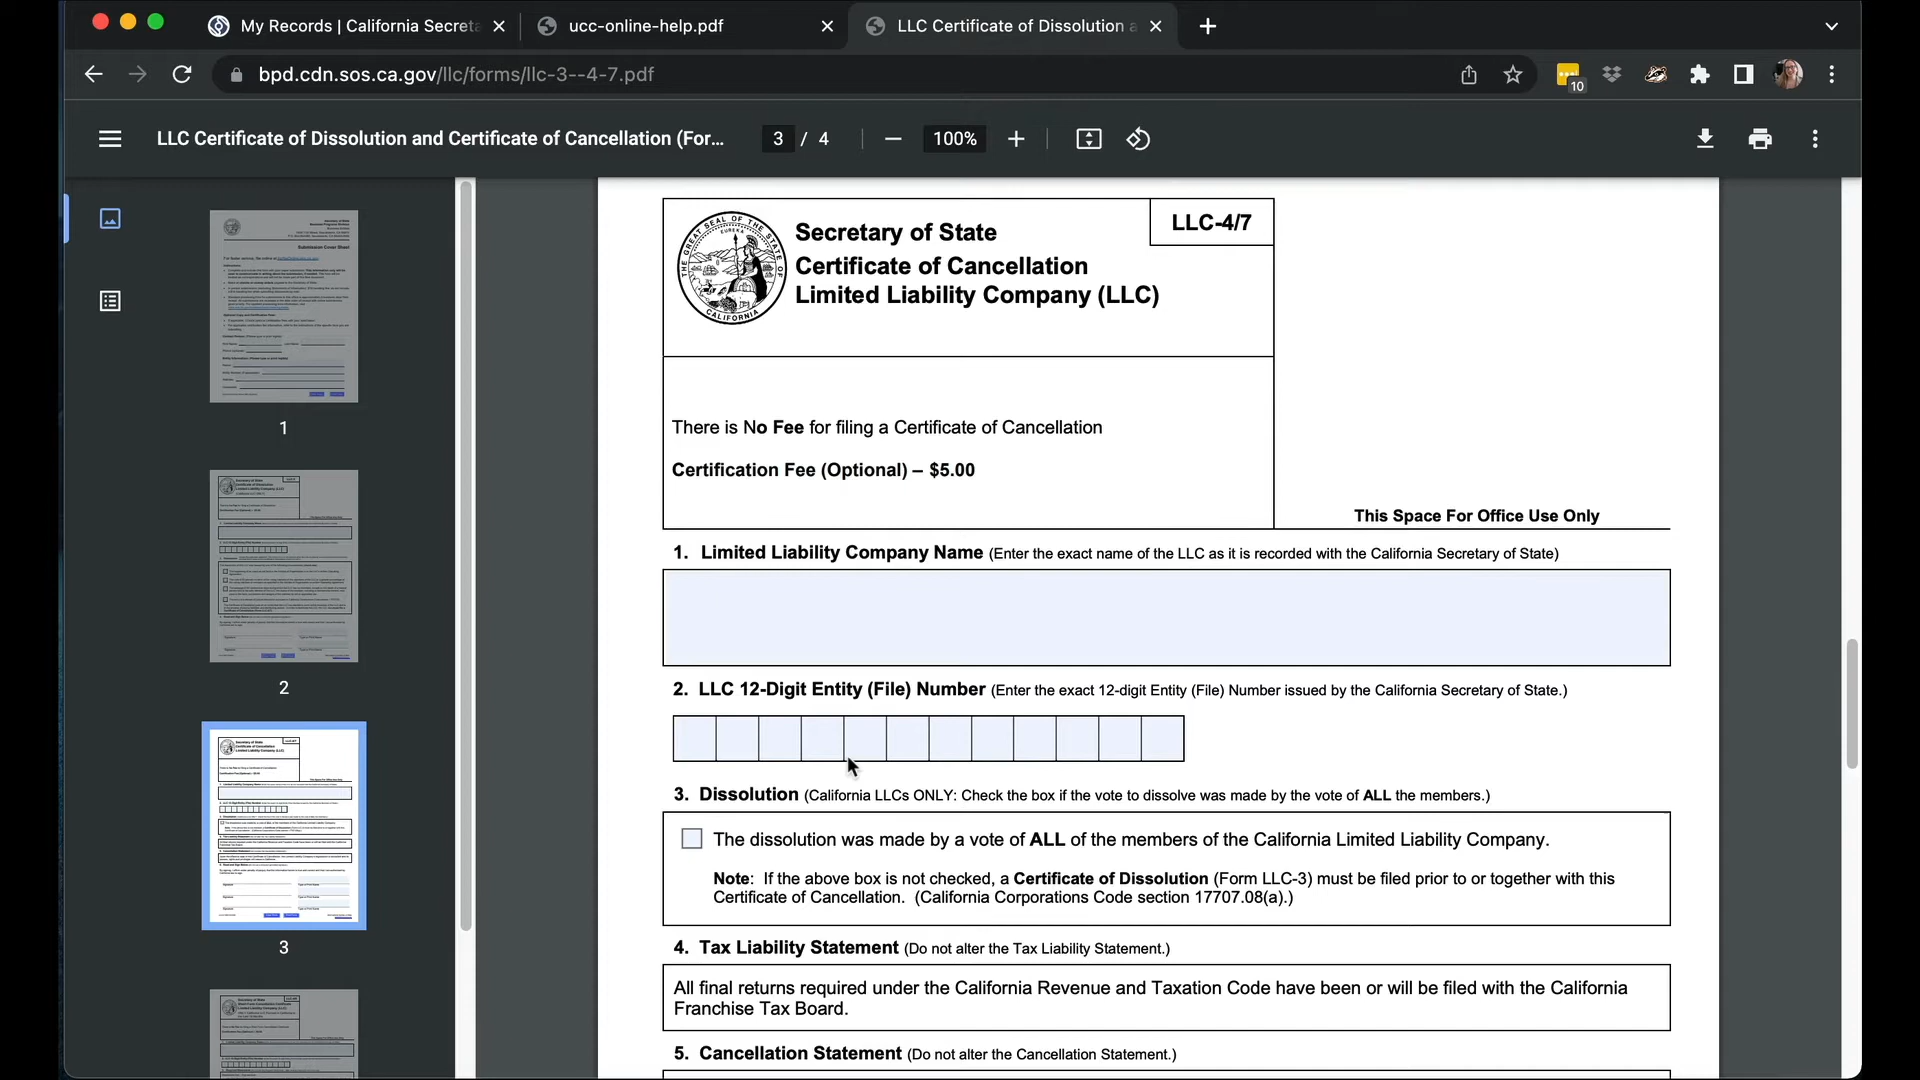 My Records | California Secreta
ucc-online-help.pdf
LLC Certificate of Dissolution a
bpd.cdn.sos.ca.gov/llc/forms/llc-3--4-7.pdf
10
LLC Certificate of Dissolution and Certificate of Cancellation (For...
3 / 4
100%
THE GREAT SEAL OF THE STATE OF CALIFORNIA
EUREKA
Secretary of State
Certificate of Cancellation
Limited Liability Company (LLC)
LLC-4/7
There is No Fee for filing a Certificate of Cancellation
Certification Fee (Optional) – $5.00
This Space For Office Use Only
1. Limited Liability Company Name (Enter the exact name of the LLC as it is recorded with the California Secretary of State)
2. LLC 12-Digit Entity (File) Number (Enter the exact 12-digit Entity (File) Number issued by the California Secretary of State.)
3. Dissolution (California LLCs ONLY: Check the box if the vote to dissolve was made by the vote of ALL the members.)
The dissolution was made by a vote of ALL of the members of the California Limited Liability Company.
Note: If the above box is not checked, a Certificate of Dissolution (Form LLC-3) must be filed prior to or together with this
Certificate of Cancellation. (California Corporations Code section 17707.08(a).)
4. Tax Liability Statement (Do not alter the Tax Liability Statement.)
All final returns required under the California Revenue and Taxation Code have been or will be filed with the California
Franchise Tax Board.
5. Cancellation Statement (Do not alter the Cancellation Statement.)
1
2
3